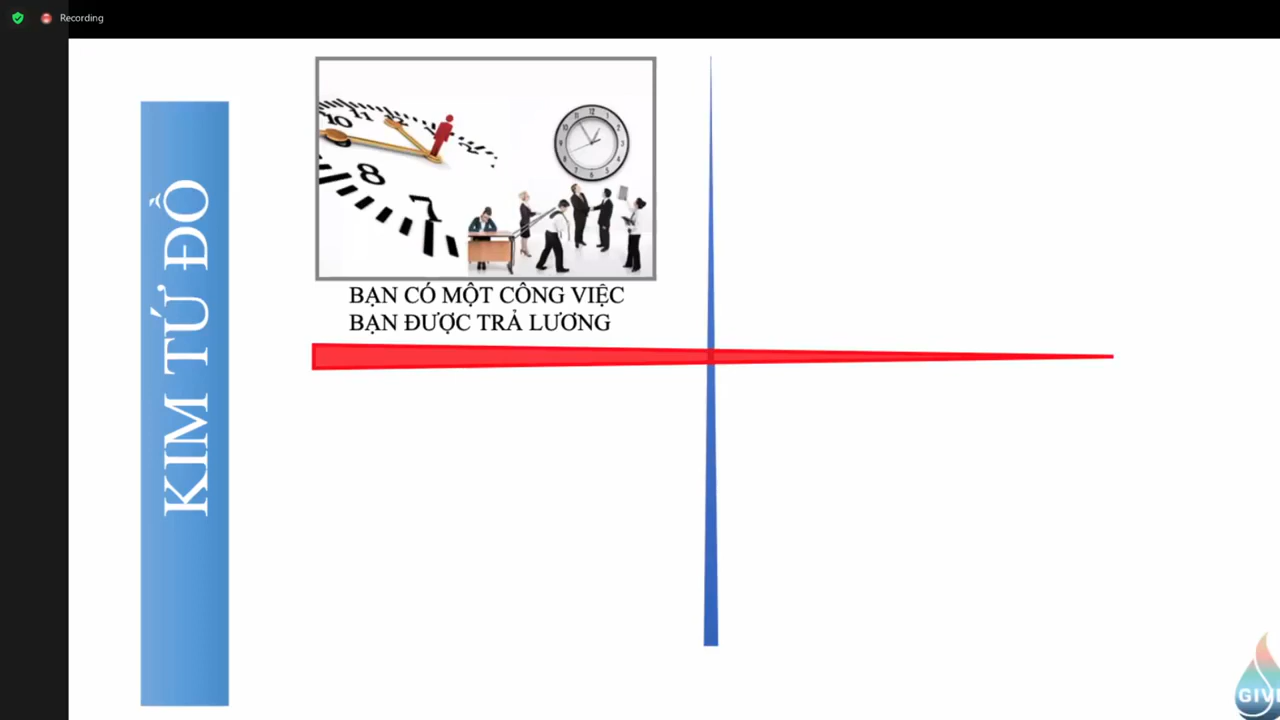 Recording
KIM TỨ ĐỒ
BẠN CÓ MỘT CÔNG VIỆC
BẠN ĐƯỢC TRẢ LƯƠNG